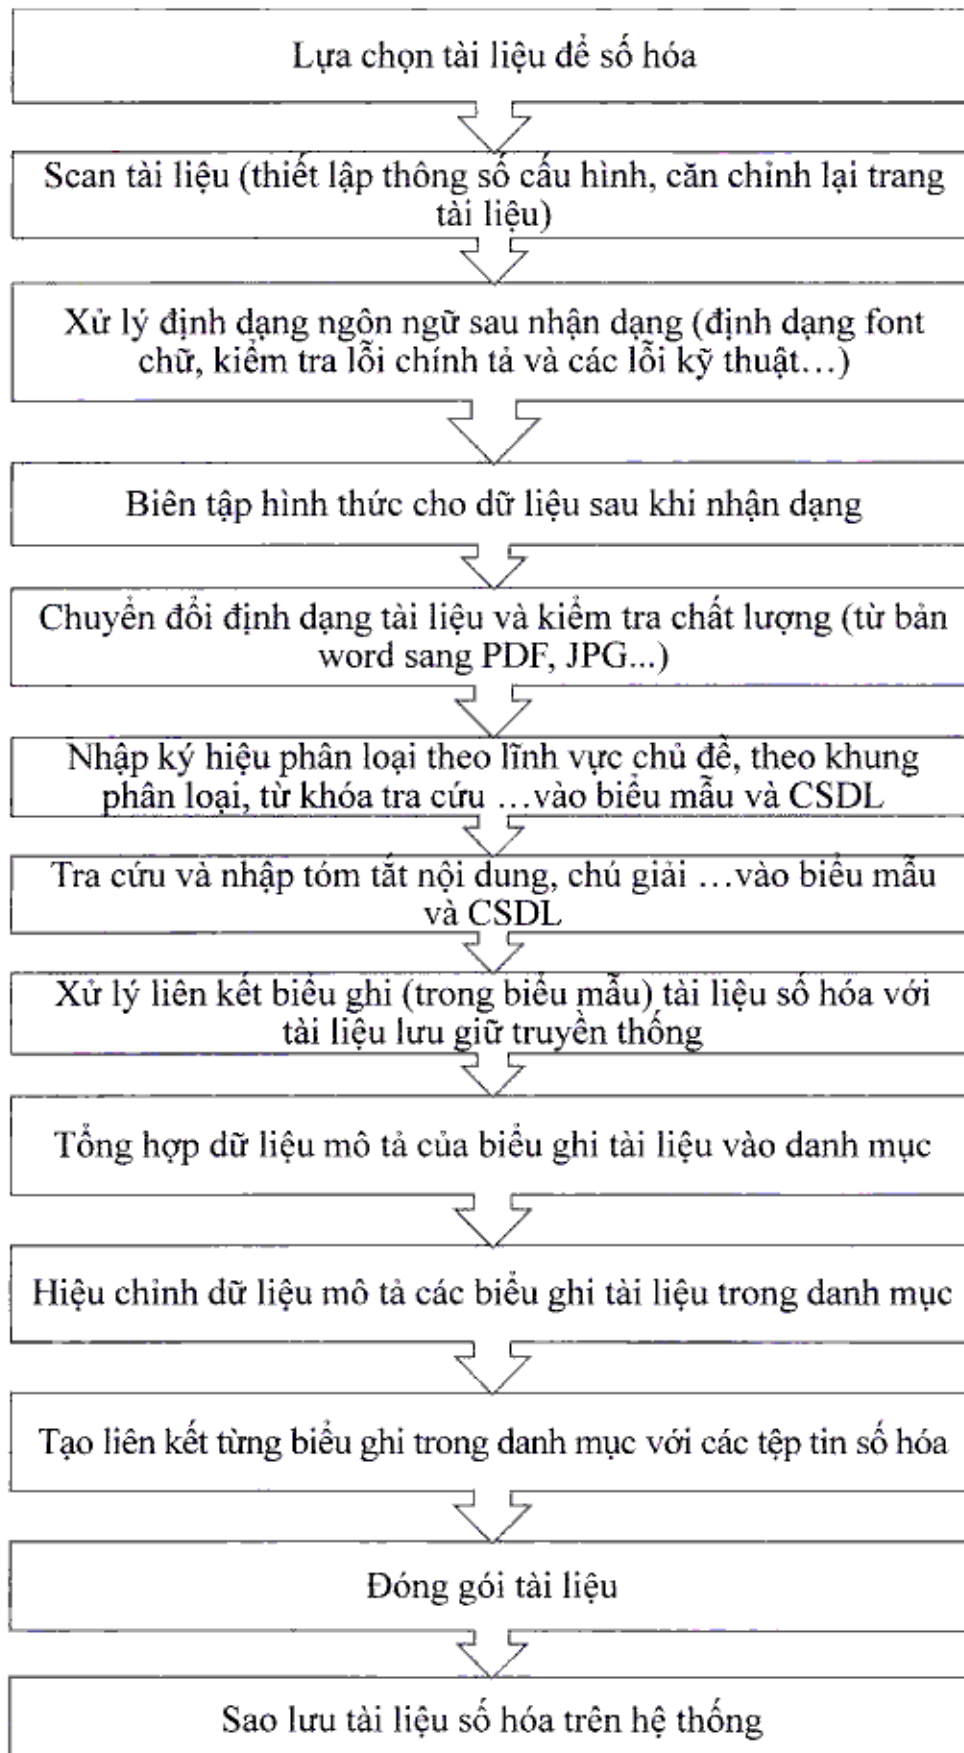 Lựa chọn tài liệu để số hóa
Scan tài liệu (thiết lập thông số cấu hình, căn chỉnh lại trang
tài liệu)
Xử lý định dạng ngôn ngữ sau nhận dạng (định dạng font
chữ, kiểm tra lỗi chính tả và các lỗi kỹ thuật…)
Biên tập hình thức cho dữ liệu sau khi nhận dạng
Chuyển đổi định dạng tài liệu và kiểm tra chất lượng (từ bản
word sang PDF, JPG...)
Nhập ký hiệu phân loại theo lĩnh vực chủ đề, theo khung
phân loại, từ khóa tra cứu …vào biểu mẫu và CSDL
Tra cứu và nhập tóm tắt nội dung, chú giải …vào biểu mẫu
và CSDL
Xử lý liên kết biểu ghi (trong biểu mẫu) tài liệu số hóa với
tài liệu lưu giữ truyền thống
Tổng hợp dữ liệu mô tả của biểu ghi tài liệu vào danh mục
Hiệu chỉnh dữ liệu mô tả các biểu ghi tài liệu trong danh mục
Tạo liên kết từng biểu ghi trong danh mục với các tệp tin số hóa
Đóng gói tài liệu
Sao lưu tài liệu số hóa trên hệ thống